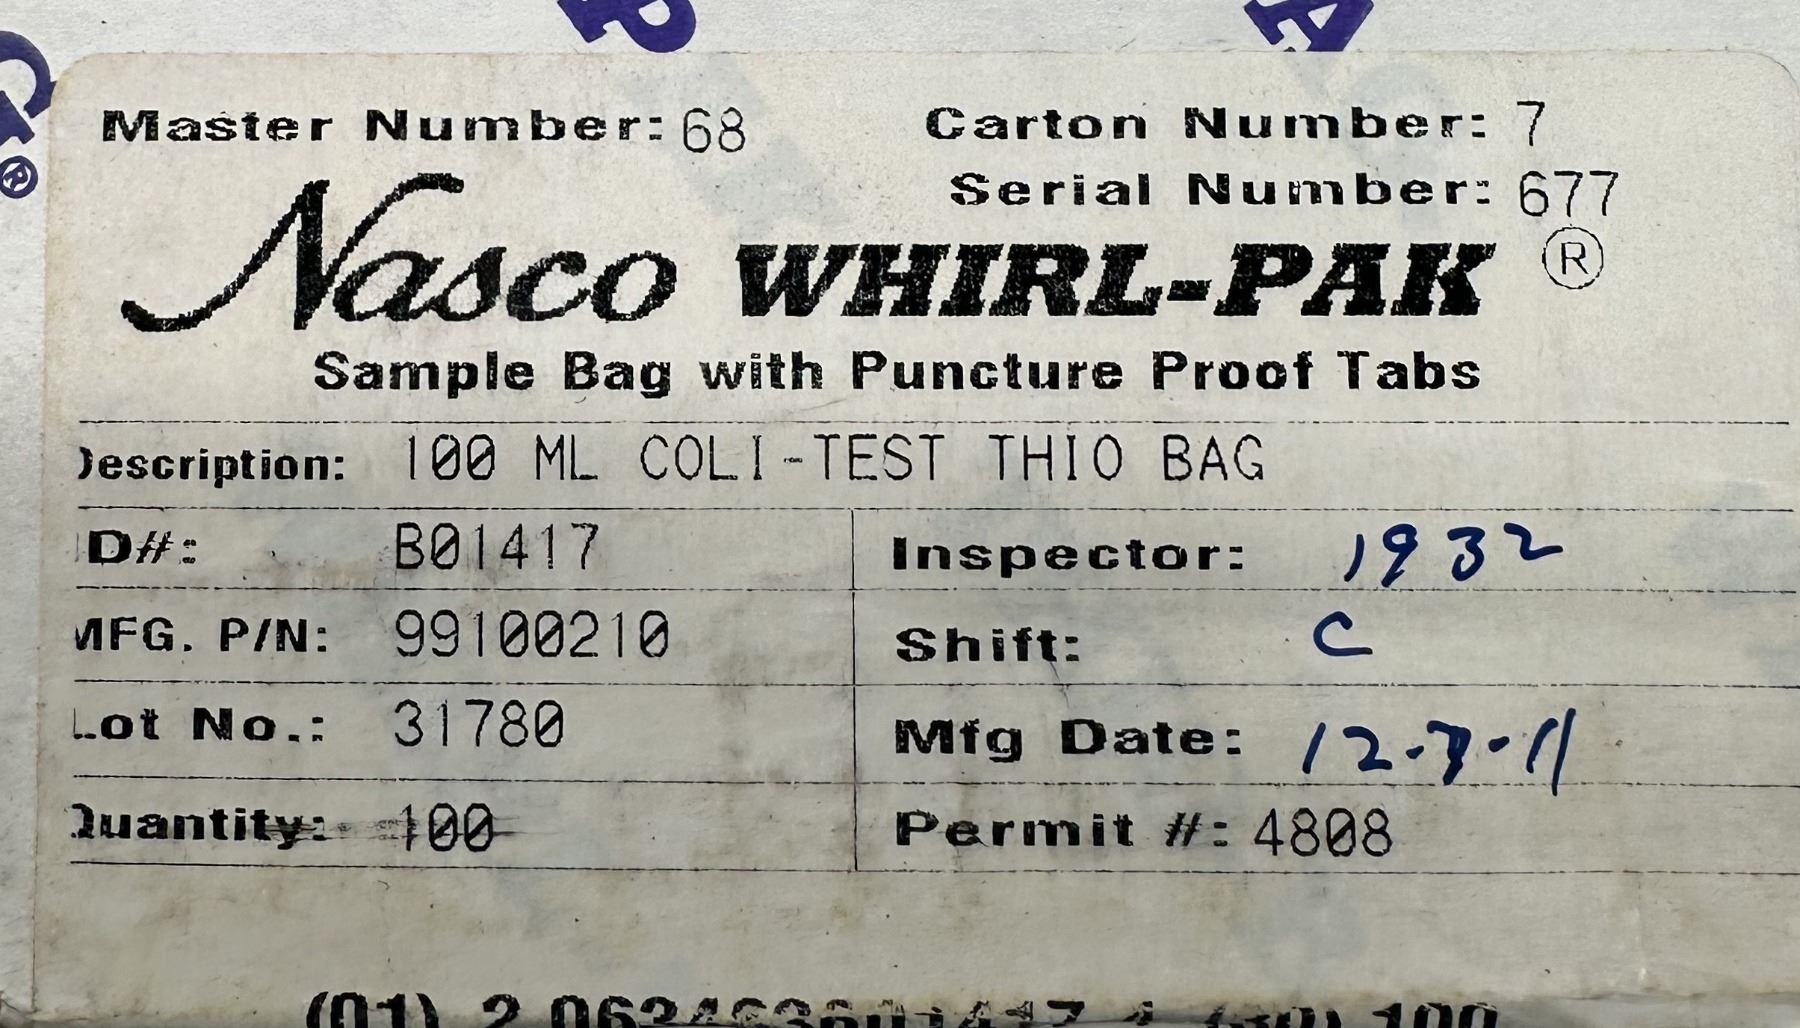 Master Number: 68
Carton Number: 7
Serial Number: 677
Nasco WHIRL-PAK ®
Sample Bag with Puncture Proof Tabs
Description: 100 ML COLI-TEST THIO BAG
ID#: B01417
Inspector: 1932
MFG. P/N: 99100210
Shift: C
Lot No.: 31780
Mfg Date: 12-7-11
Quantity: 100
Permit #: 4808